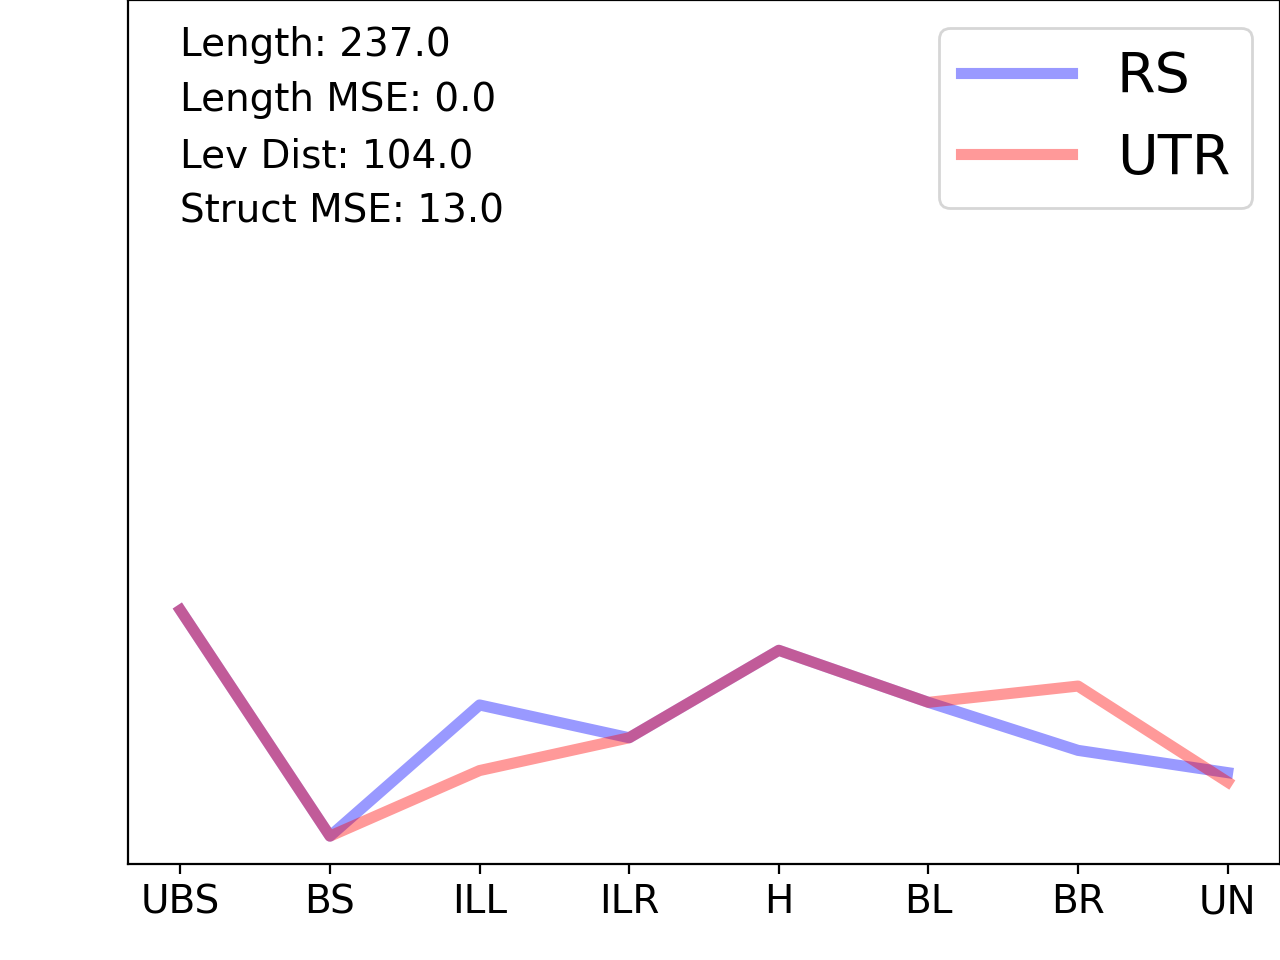 Length: 237.0
Length MSE: 0.0
Lev Dist: 104.0
Struct MSE: 13.0
RS
UTR
UBS BS ILL ILR H BL BR UN